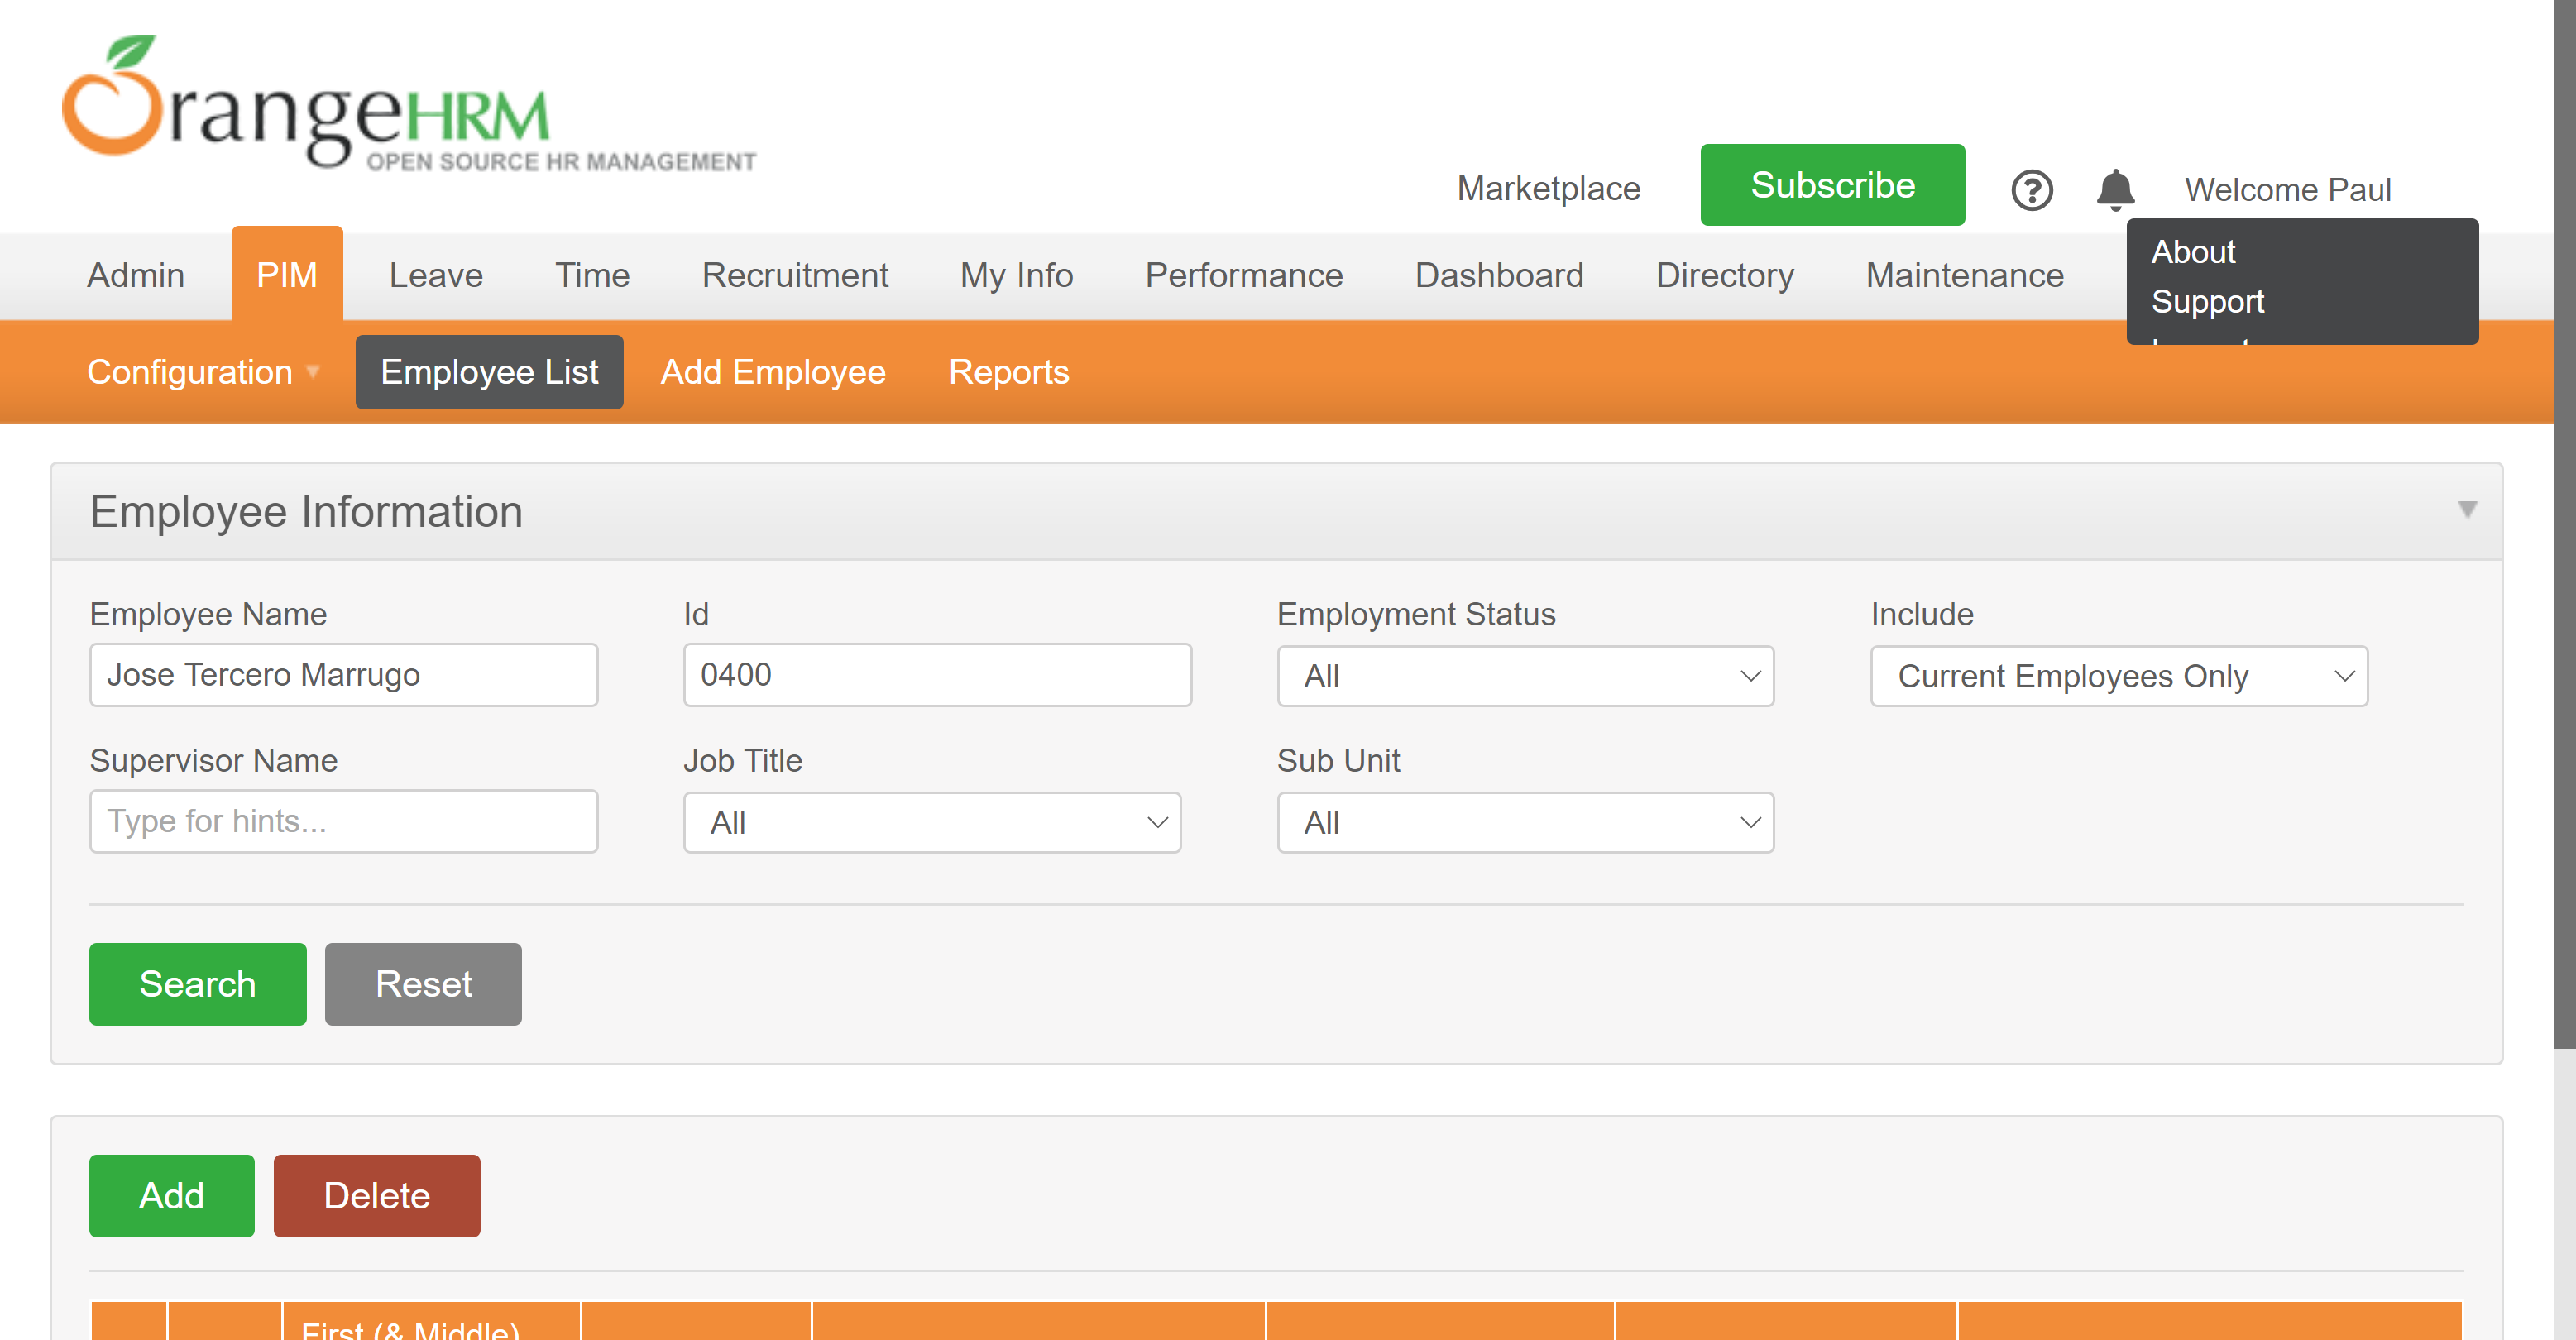 OrangeHRM
OPEN SOURCE HR MANAGEMENT
Marketplace
Subscribe
Welcome Paul
About
Support
Admin
PIM
Leave
Time
Recruitment
My Info
Performance
Dashboard
Directory
Maintenance
Configuration
Employee List
Add Employee
Reports
Employee Information
Employee Name
Id
Employment Status
Include
Jose Tercero Marrugo
0400
All
Current Employees Only
Supervisor Name
Job Title
Sub Unit
Type for hints...
All
All
Search
Reset
Add
Delete
First (& Middle)